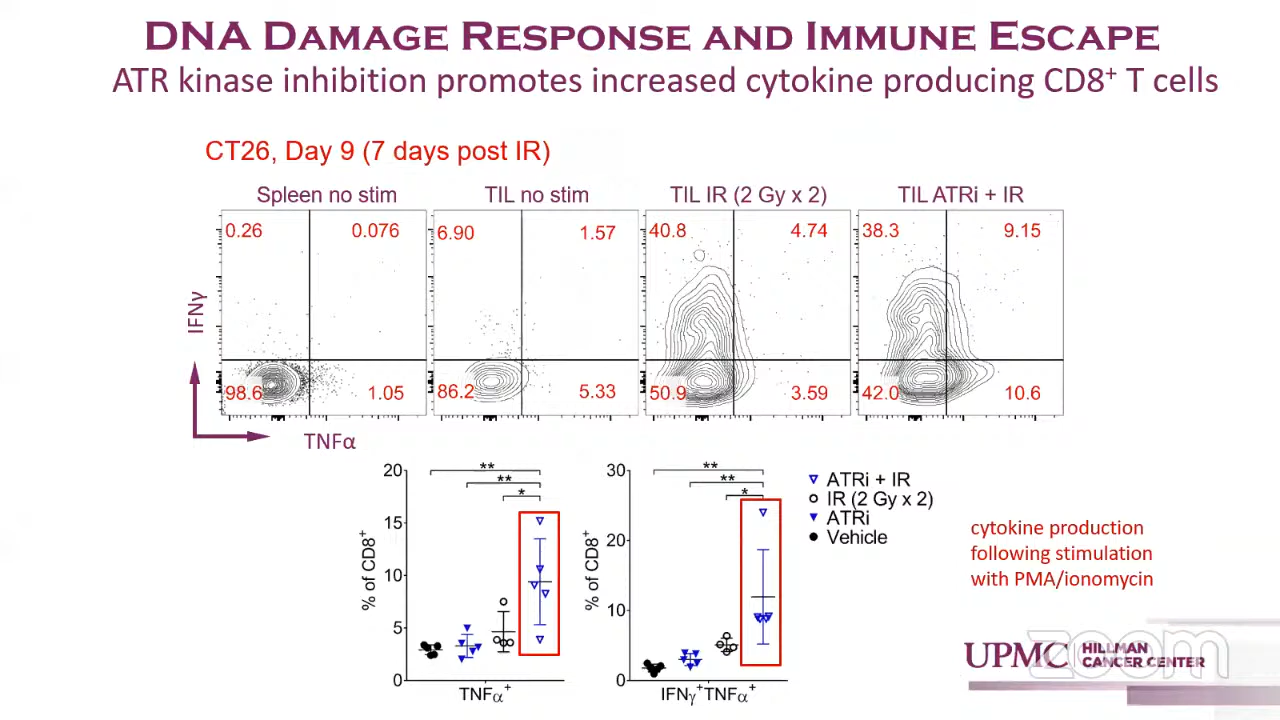 DNA Damage Response and Immune Escape
ATR kinase inhibition promotes increased cytokine producing CD8⁺ T cells
CT26, Day 9 (7 days post IR)
Spleen no stim
TIL no stim
TIL IR (2 Gy x 2)
TIL ATRi + IR
0.26
0.076
6.90
1.57
40.8
4.74
38.3
9.15
IFNγ
98.6
1.05
86.2
5.33
50.9
3.59
42.0
10.6
TNFα
% of CD8⁺
20
15
10
5
0
**
**
*
TNFα⁺
% of CD8⁺
30
20
10
0
**
**
*
IFNγ⁺TNFα⁺
ATRi + IR
IR (2 Gy x 2)
ATRi
Vehicle
cytokine production
following stimulation
with PMA/ionomycin
UPMC HILLMAN
CANCER CENTER
zoom